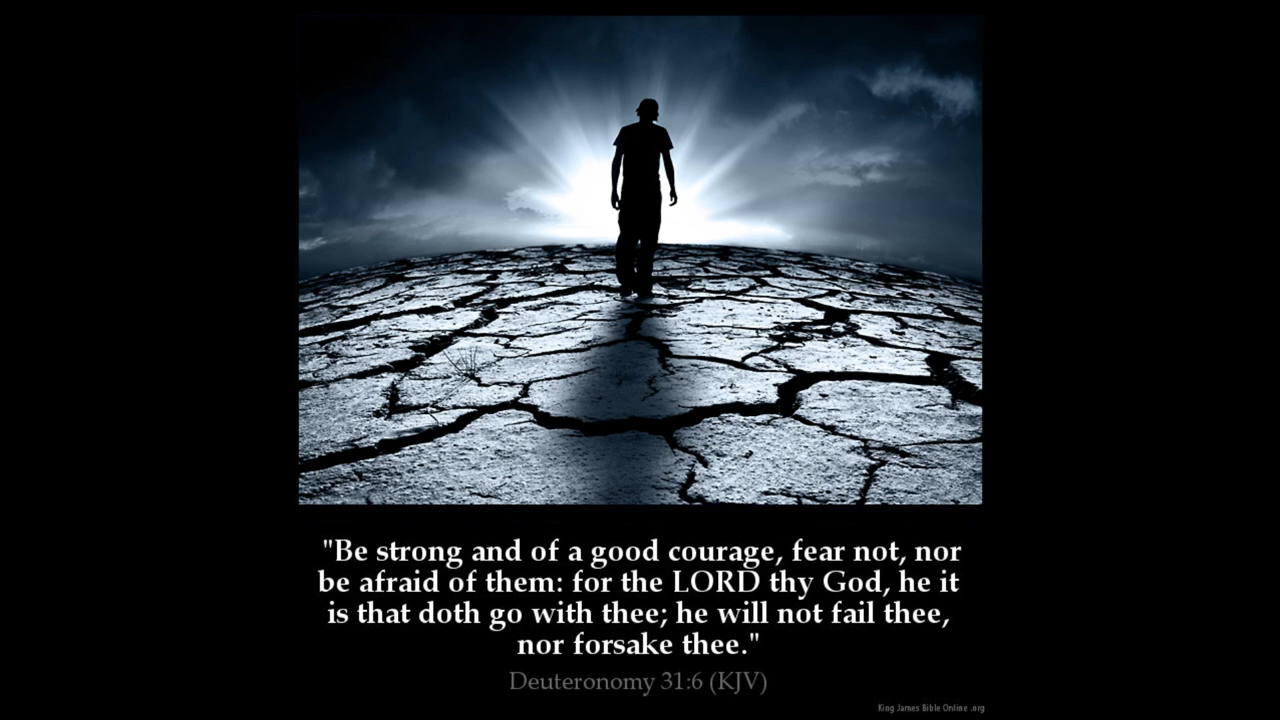 "Be strong and of a good courage, fear not, nor
be afraid of them: for the LORD thy God, he it
is that doth go with thee; he will not fail thee,
nor forsake thee."
Deuteronomy 31:6 (KJV)
King James Bible Online .org